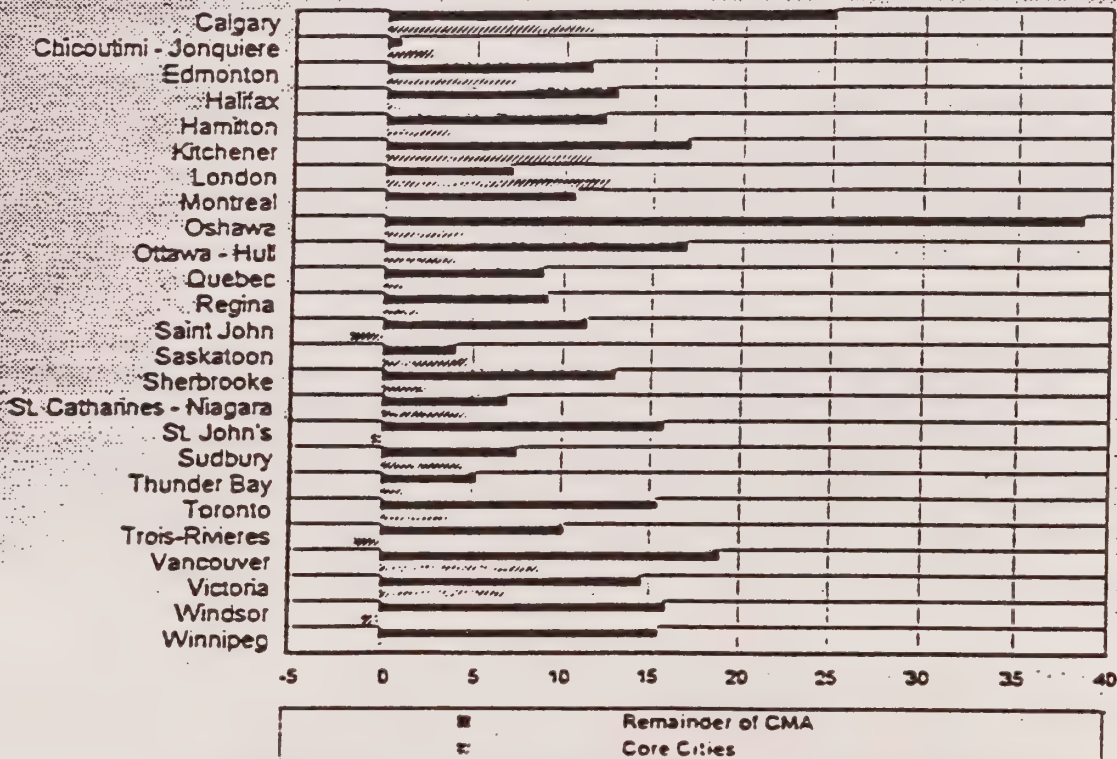 Calgary
Chicoutimi - Jonquiere
Edmonton
Halifax
Hamilton
Kitchener
London
Montreal
Oshawa
Ottawa - Hull
Quebec
Regina
Saint John
Saskatoon
Sherbrooke
St. Catharines - Niagara
St. John's
Sudbury
Thunder Bay
Toronto
Trois-Rivieres
Vancouver
Victoria
Windsor
Winnipeg
-5 0 5 10 15 20 25 30 35 40
Remainder of CMA
Core Cities